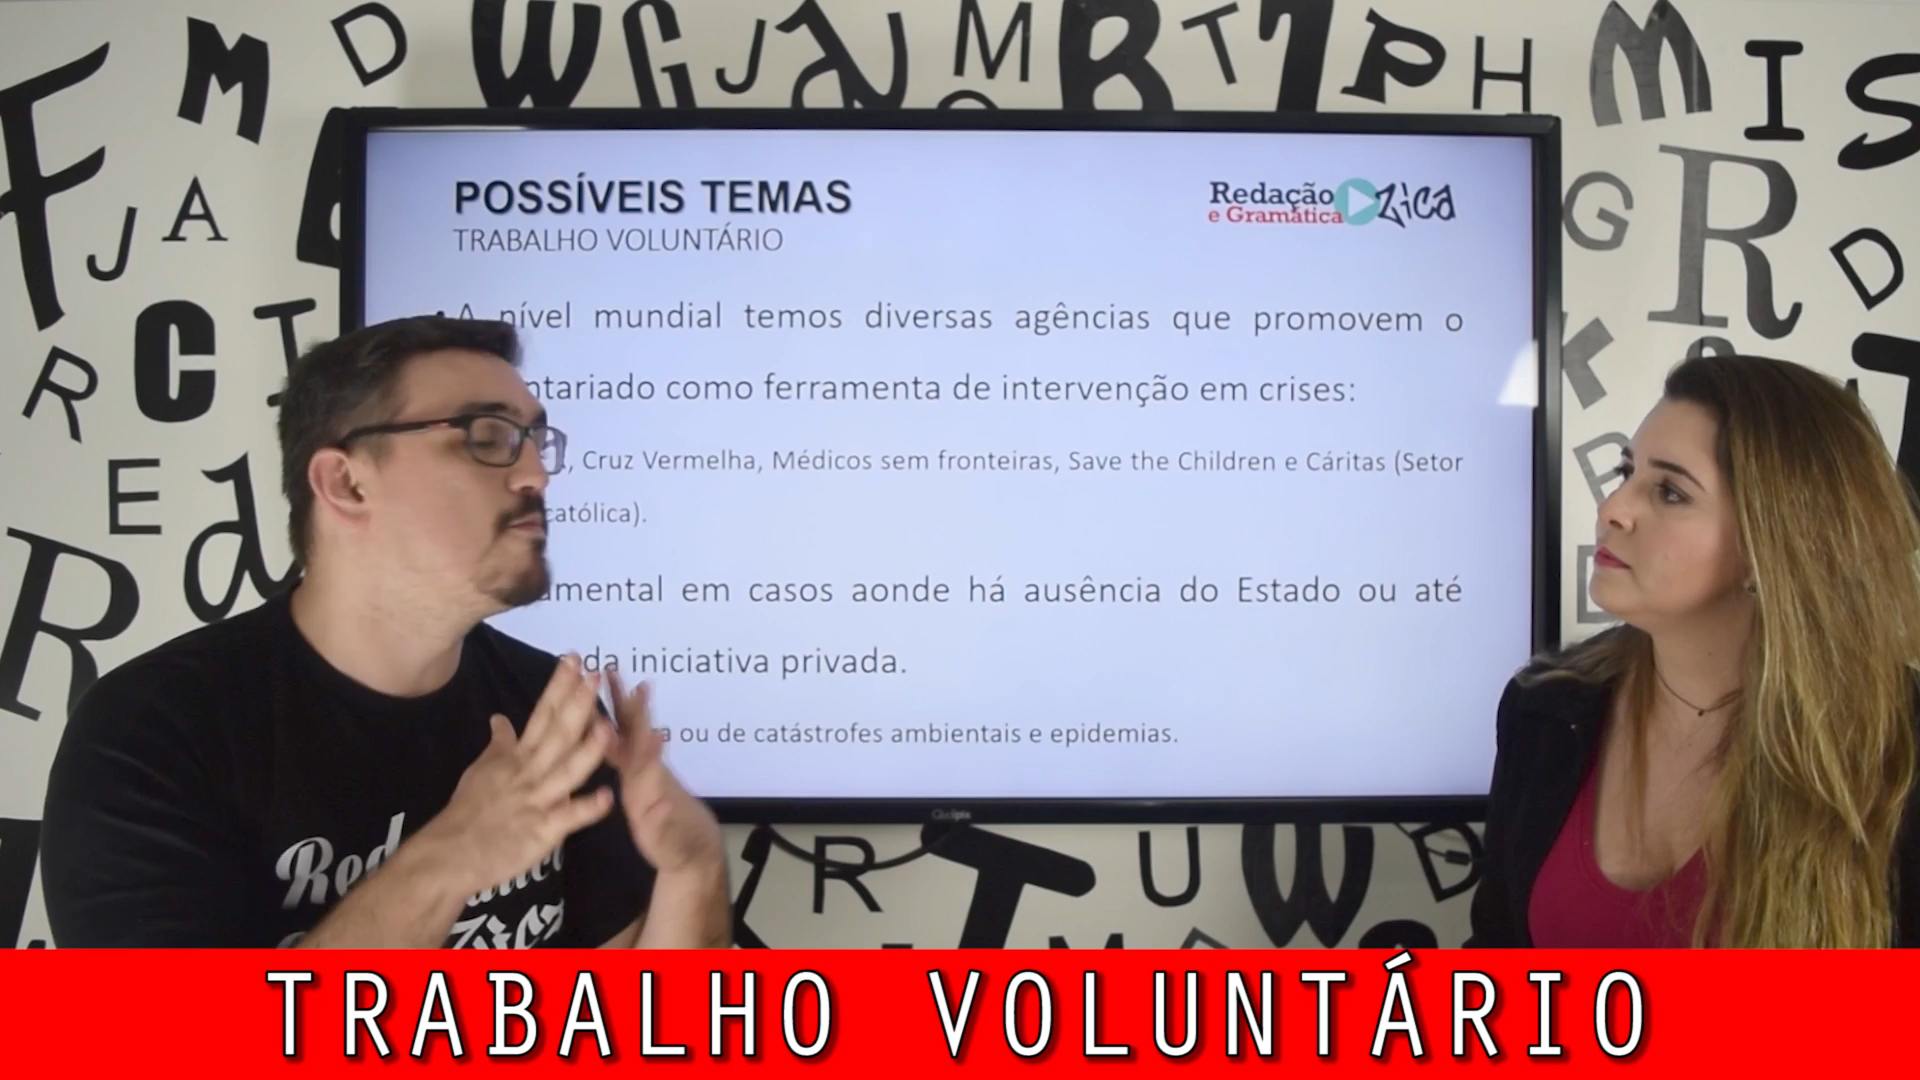 POSSÍVEIS TEMAS
TRABALHO VOLUNTÁRIO
Redação
e Gramática
Zica
A nível mundial temos diversas agências que promovem o
ntariado como ferramenta de intervenção em crises:
, Cruz Vermelha, Médicos sem fronteiras, Save the Children e Cáritas (Setor
católica).
amental em casos aonde há ausência do Estado ou até
da iniciativa privada.
a ou de catástrofes ambientais e epidemias.
TRABALHO VOLUNTÁRIO